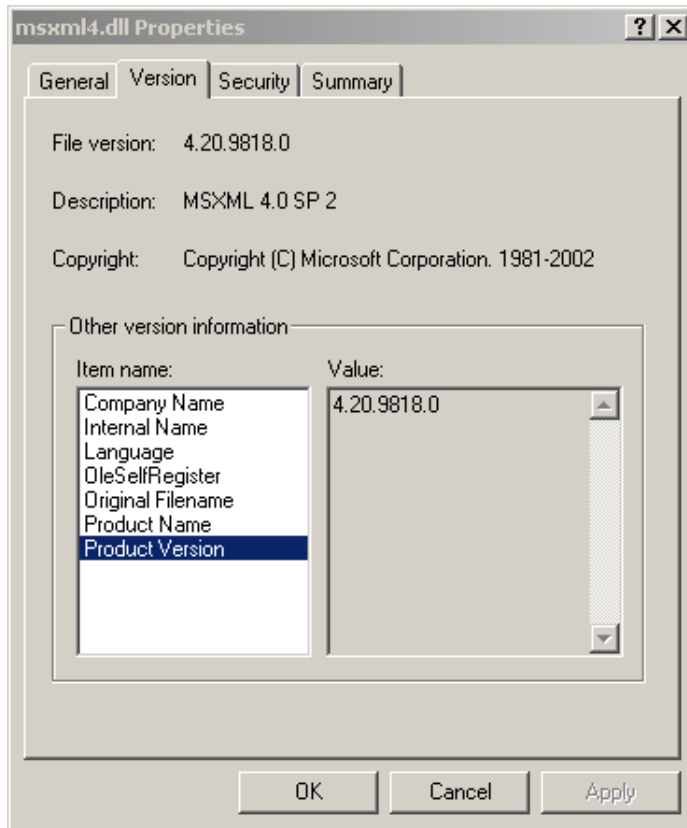 msxml4.dll Properties
General Version Security Summary
File version: 4.20.9818.0
Description: MSXML 4.0 SP 2
Copyright: Copyright (C) Microsoft Corporation. 1981-2002
Other version information
Item name: Value:
Company Name 4.20.9818.0
Internal Name
Language
OleSelfRegister
Original Filename
Product Name
Product Version
OK Cancel Apply